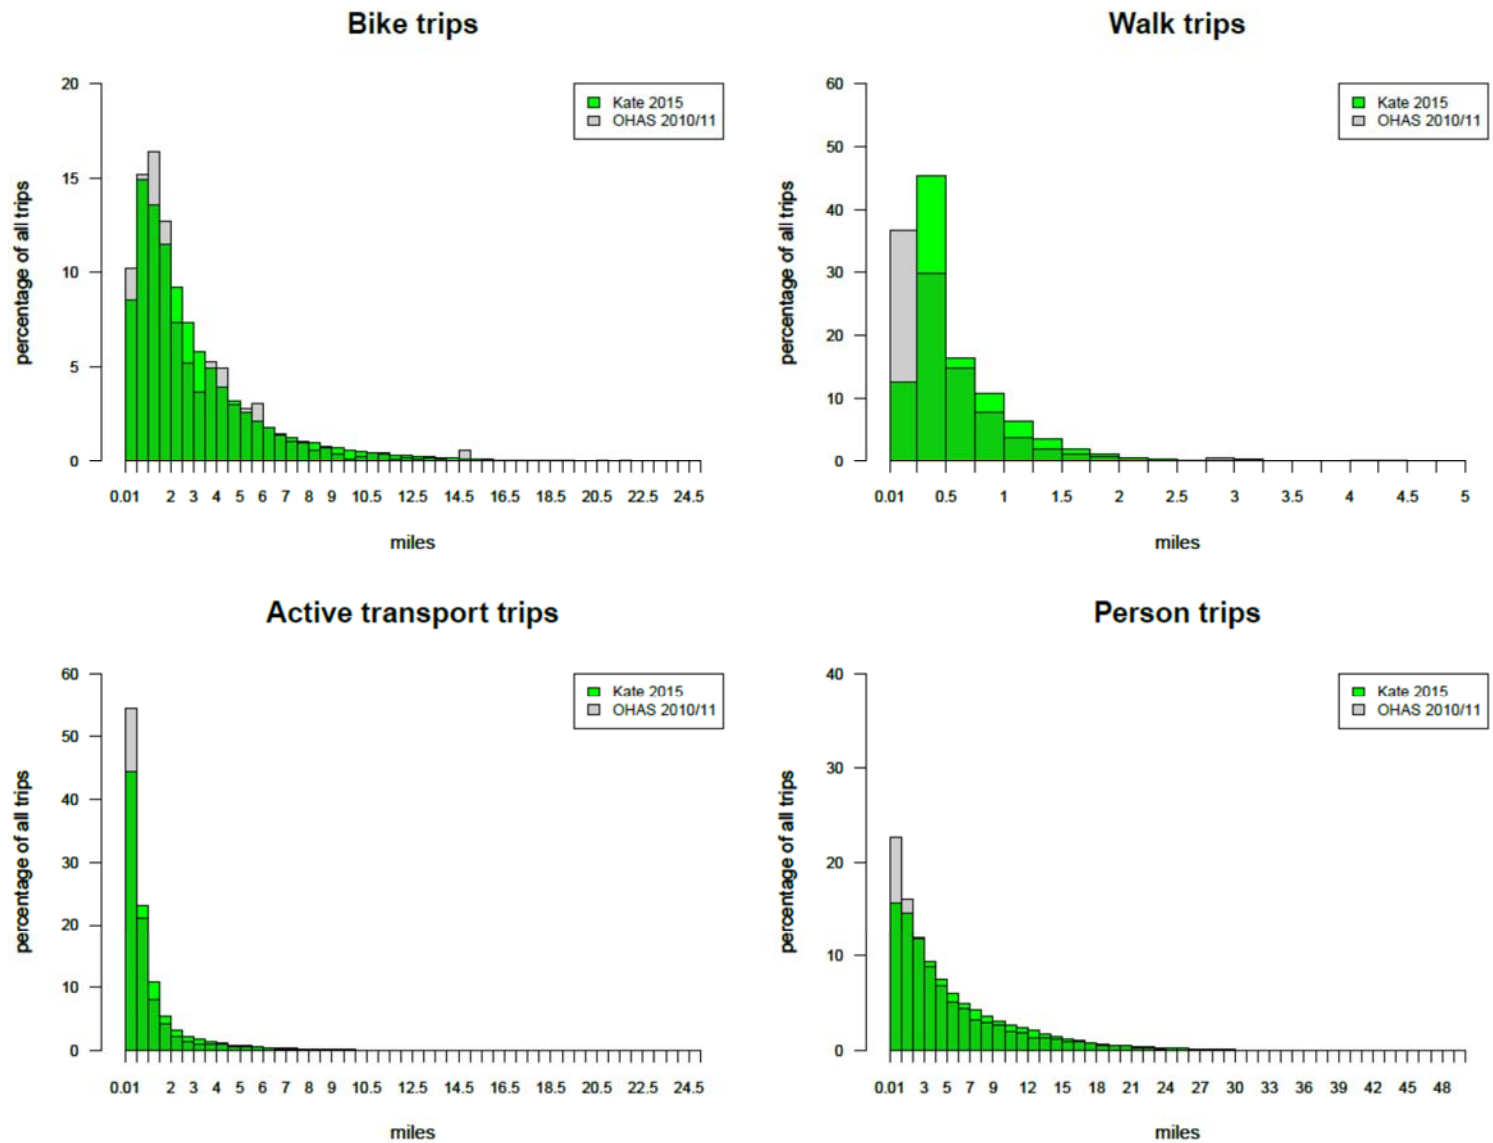 Bike trips
20
15
10
5
0
percentage of all trips
Kate 2015
OHAS 2010/11
0.01 2 3 4 5 6 7 8 9 10.5 12.5 14.5 16.5 18.5 20.5 22.5 24.5
miles
Walk trips
60
50
40
30
20
10
0
percentage of all trips
Kate 2015
OHAS 2010/11
0.01 0.5 1 1.5 2 2.5 3 3.5 4 4.5 5
miles
Active transport trips
60
50
40
30
20
10
0
percentage of all trips
Kate 2015
OHAS 2010/11
0.01 2 3 4 5 6 7 8 9 10.5 12.5 14.5 16.5 18.5 20.5 22.5 24.5
miles
Person trips
40
30
20
10
0
percentage of all trips
Kate 2015
OHAS 2010/11
0.01 3 5 7 9 12 15 18 21 24 27 30 33 36 39 42 45 48
miles